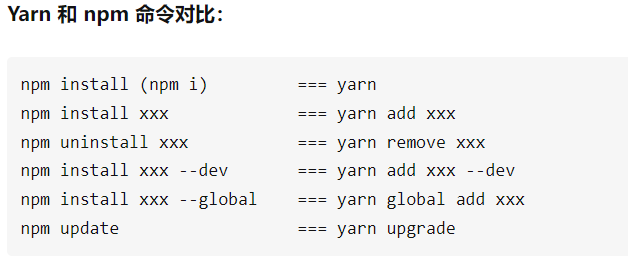 Yarn 和 npm 命令对比：
npm install (npm i)         === yarn
npm install xxx             === yarn add xxx
npm uninstall xxx           === yarn remove xxx
npm install xxx --dev       === yarn add xxx --dev
npm install xxx --global    === yarn global add xxx
npm update                  === yarn upgrade